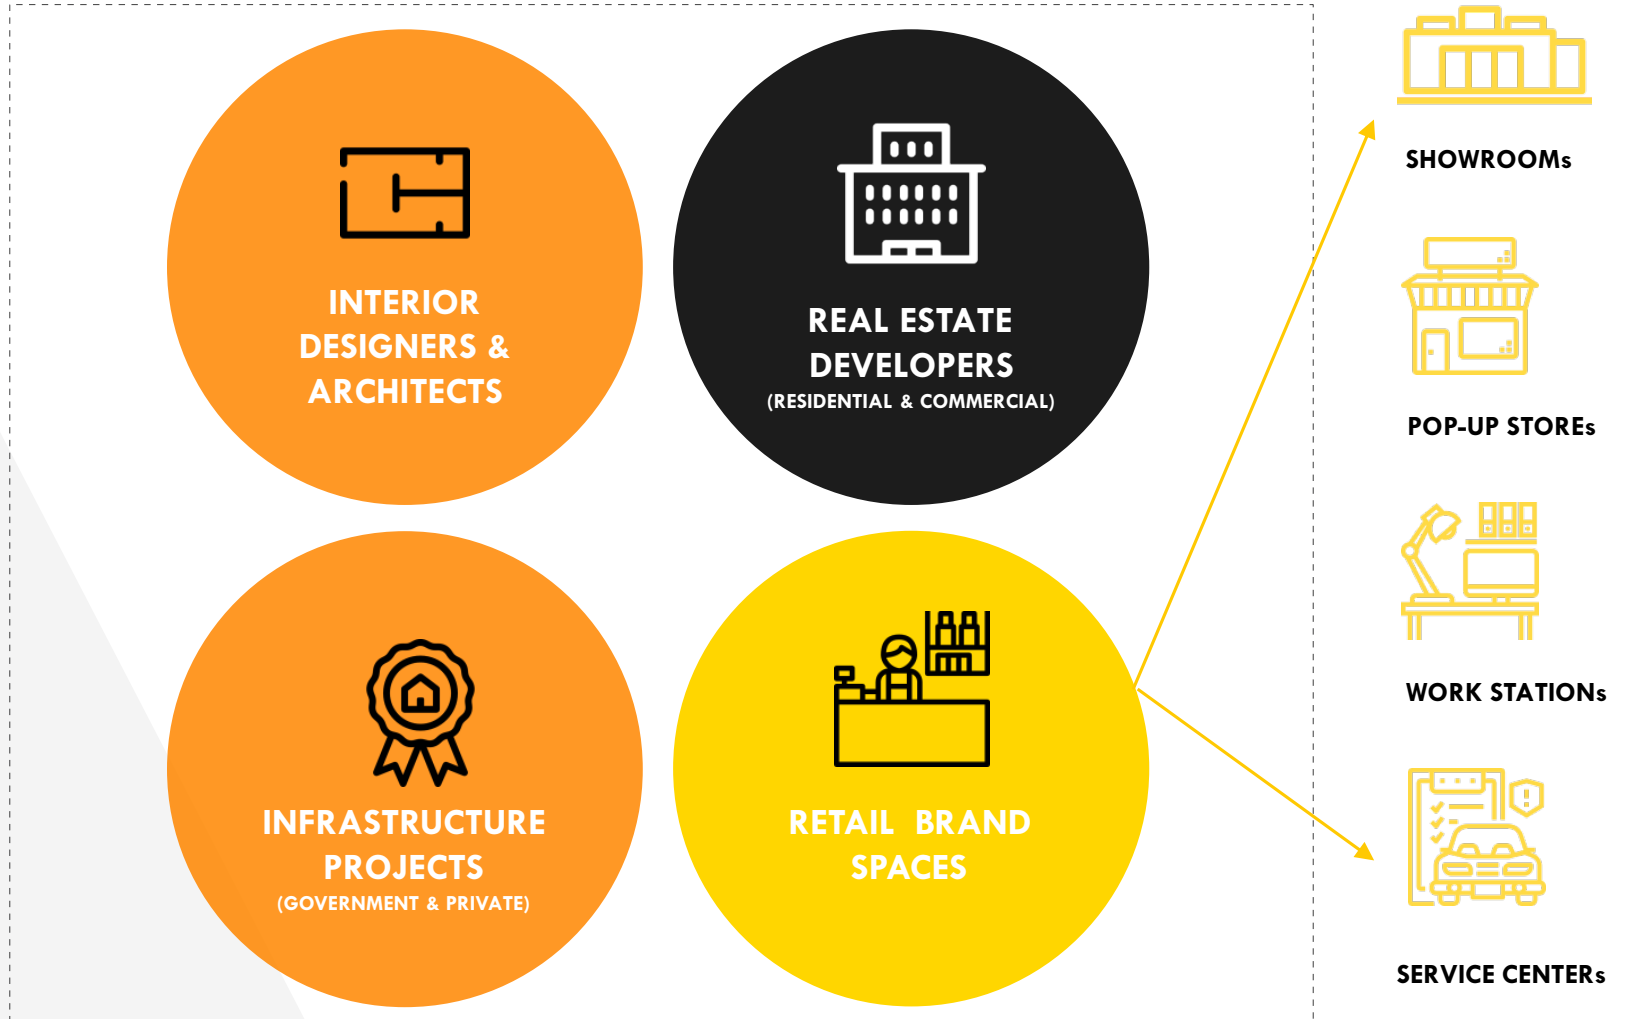 INTERIOR
DESIGNERS &
ARCHITECTS
REAL ESTATE
DEVELOPERS
(RESIDENTIAL & COMMERCIAL)
INFRASTRUCTURE
PROJECTS
(GOVERNMENT & PRIVATE)
RETAIL BRAND
SPACES
SHOWROOMs
POP-UP STOREs
WORK STATIONs
SERVICE CENTERs